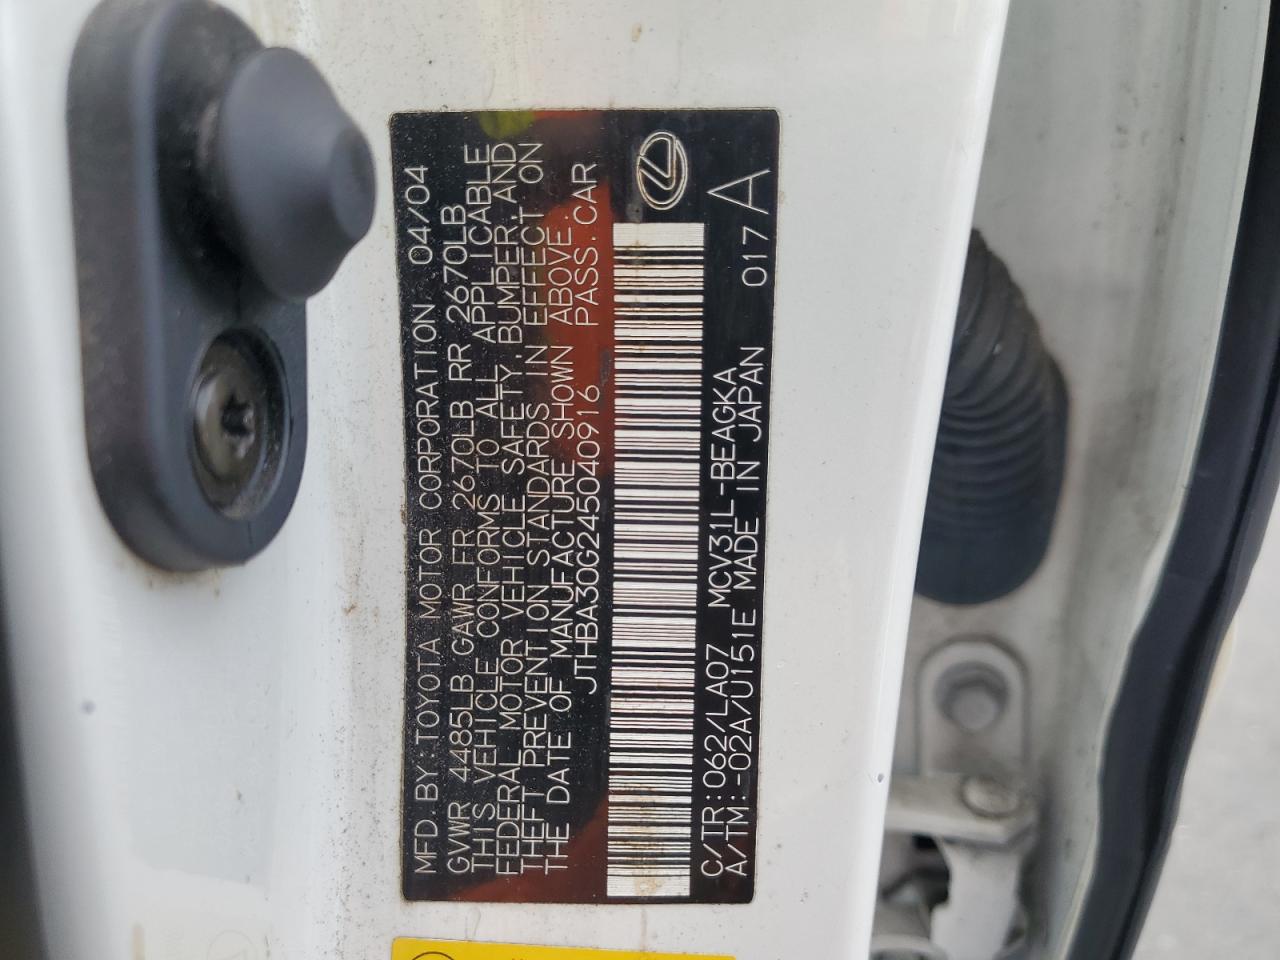 MFD. BY: TOYOTA MOTOR CORPORATION 04/04
GVWR 4485LB GAWR FR 2670LB RR 2670LB
THIS VEHICLE CONFORMS TO ALL APPLICABLE
FEDERAL MOTOR VEHICLE SAFETY, BUMPER, AND
THEFT PREVENTION STANDARDS IN EFFECT ON
THE DATE OF MANUFACTURE SHOWN ABOVE.
JTHBA30G245040916 PASS. CAR
C/TR: 062/LA07 MCV31L-BEAGKA 017 A
A/TM: -02A/U151E MADE IN JAPAN